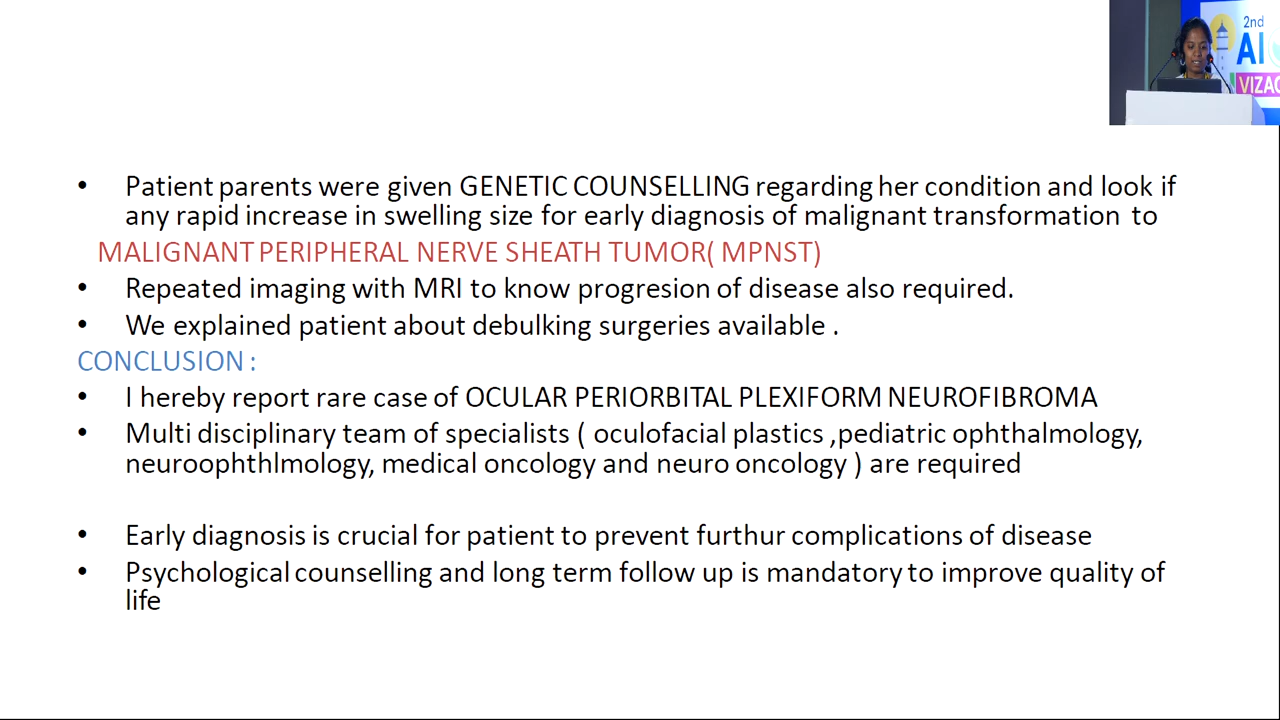 2nd
AI
VIZAG
• Patient parents were given GENETIC COUNSELLING regarding her condition and look if
any rapid increase in swelling size for early diagnosis of malignant transformation to
MALIGNANT PERIPHERAL NERVE SHEATH TUMOR( MPNST)
• Repeated imaging with MRI to know progresion of disease also required.
• We explained patient about debulking surgeries available .
CONCLUSION :
• I hereby report rare case of OCULAR PERIORBITAL PLEXIFORM NEUROFIBROMA
• Multi disciplinary team of specialists ( oculofacial plastics ,pediatric ophthalmology,
neuroophthlmology, medical oncology and neuro oncology ) are required
• Early diagnosis is crucial for patient to prevent furthur complications of disease
• Psychological counselling and long term follow up is mandatory to improve quality of
life